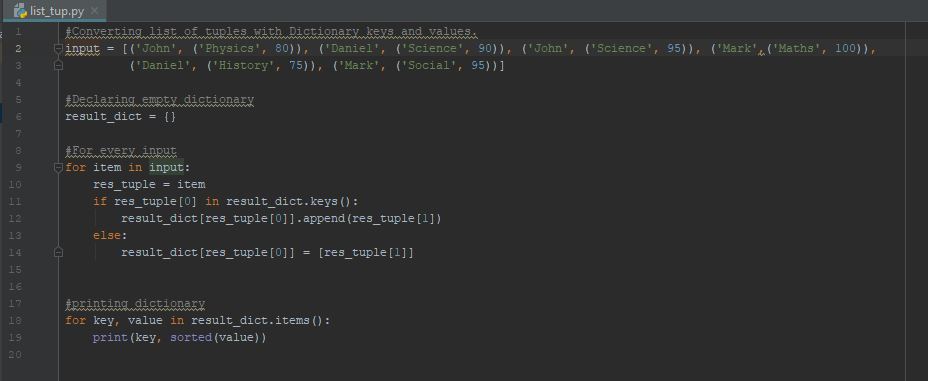 list_tup.py
1 #Converting list of tuples with Dictionary keys and values.
2 input = [('John', ('Physics', 80)), ('Daniel', ('Science', 90)), ('John', ('Science', 95)), ('Mark',('Maths', 100)),
3 ('Daniel', ('History', 75)), ('Mark', ('Social', 95))]
4
5 #Declaring empty dictionary
6 result_dict = {}
7
8 #For every input
9 for item in input:
10 res_tuple = item
11 if res_tuple[0] in result_dict.keys():
12 result_dict[res_tuple[0]].append(res_tuple[1])
13 else:
14 result_dict[res_tuple[0]] = [res_tuple[1]]
15
16
17 #printing dictionary
18 for key, value in result_dict.items():
19 print(key, sorted(value))
20